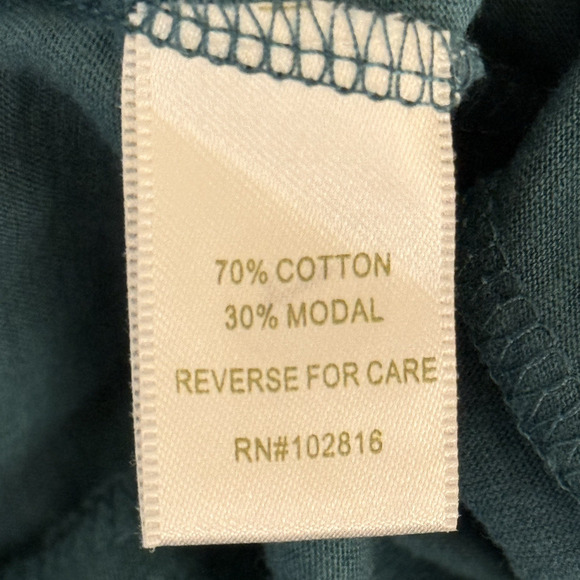 70% COTTON
30% MODAL
REVERSE FOR CARE
RN#102816